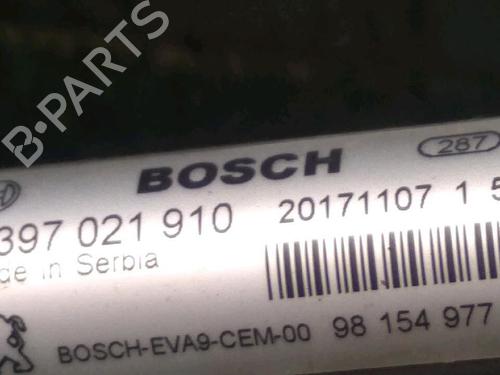 B-PARTS
BOSCH
287
397 021 910
20171107 1 5
de in Serbia
BOSCH-EVA9-CEM-00
98 154 977